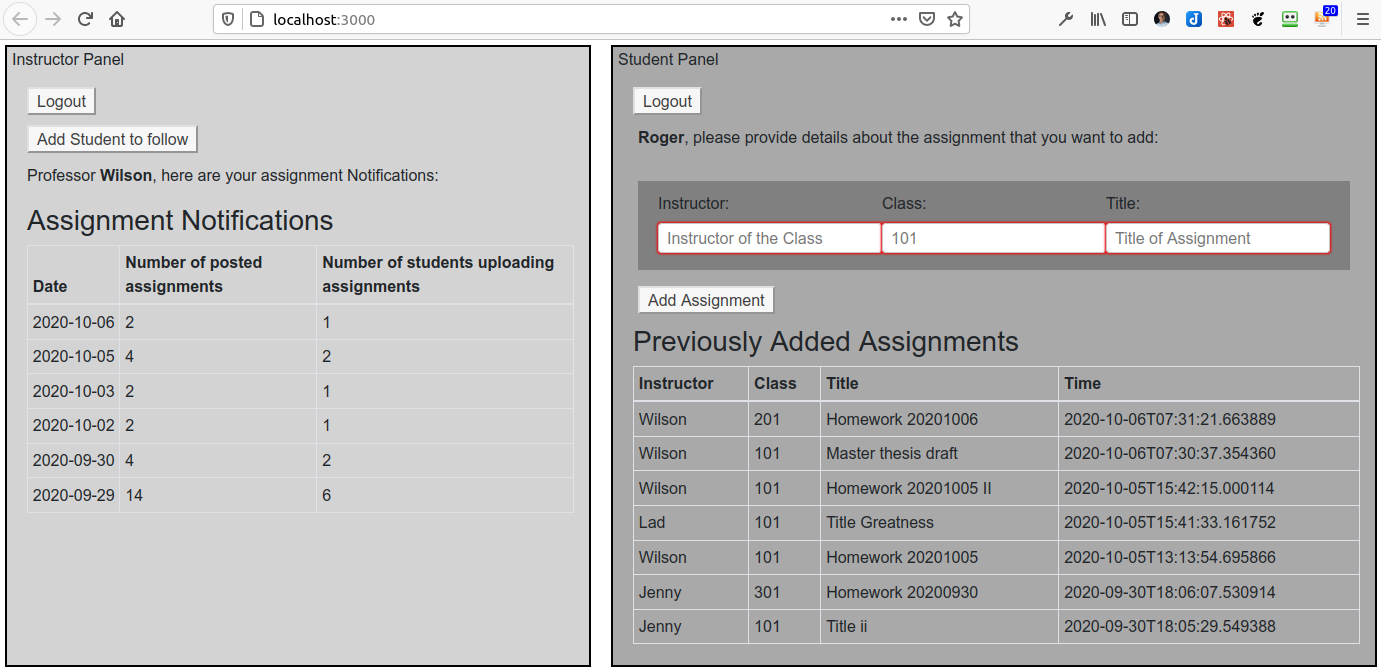 localhost:3000
20
Instructor Panel
Logout
Add Student to follow
Professor Wilson, here are your assignment Notifications:
Assignment Notifications
Date Number of posted assignments Number of students uploading assignments
2020-10-06 2 1
2020-10-05 4 2
2020-10-03 2 1
2020-10-02 2 1
2020-09-30 4 2
2020-09-29 14 6
Student Panel
Logout
Roger, please provide details about the assignment that you want to add:
Instructor: Class: Title:
Instructor of the Class 101 Title of Assignment
Add Assignment
Previously Added Assignments
Instructor Class Title Time
Wilson 201 Homework 20201006 2020-10-06T07:31:21.663889
Wilson 101 Master thesis draft 2020-10-06T07:30:37.354360
Wilson 101 Homework 20201005 II 2020-10-05T15:42:15.000114
Lad 101 Title Greatness 2020-10-05T15:41:33.161752
Wilson 101 Homework 20201005 2020-10-05T13:13:54.695866
Jenny 301 Homework 20200930 2020-09-30T18:06:07.530914
Jenny 101 Title ii 2020-09-30T18:05:29.549388